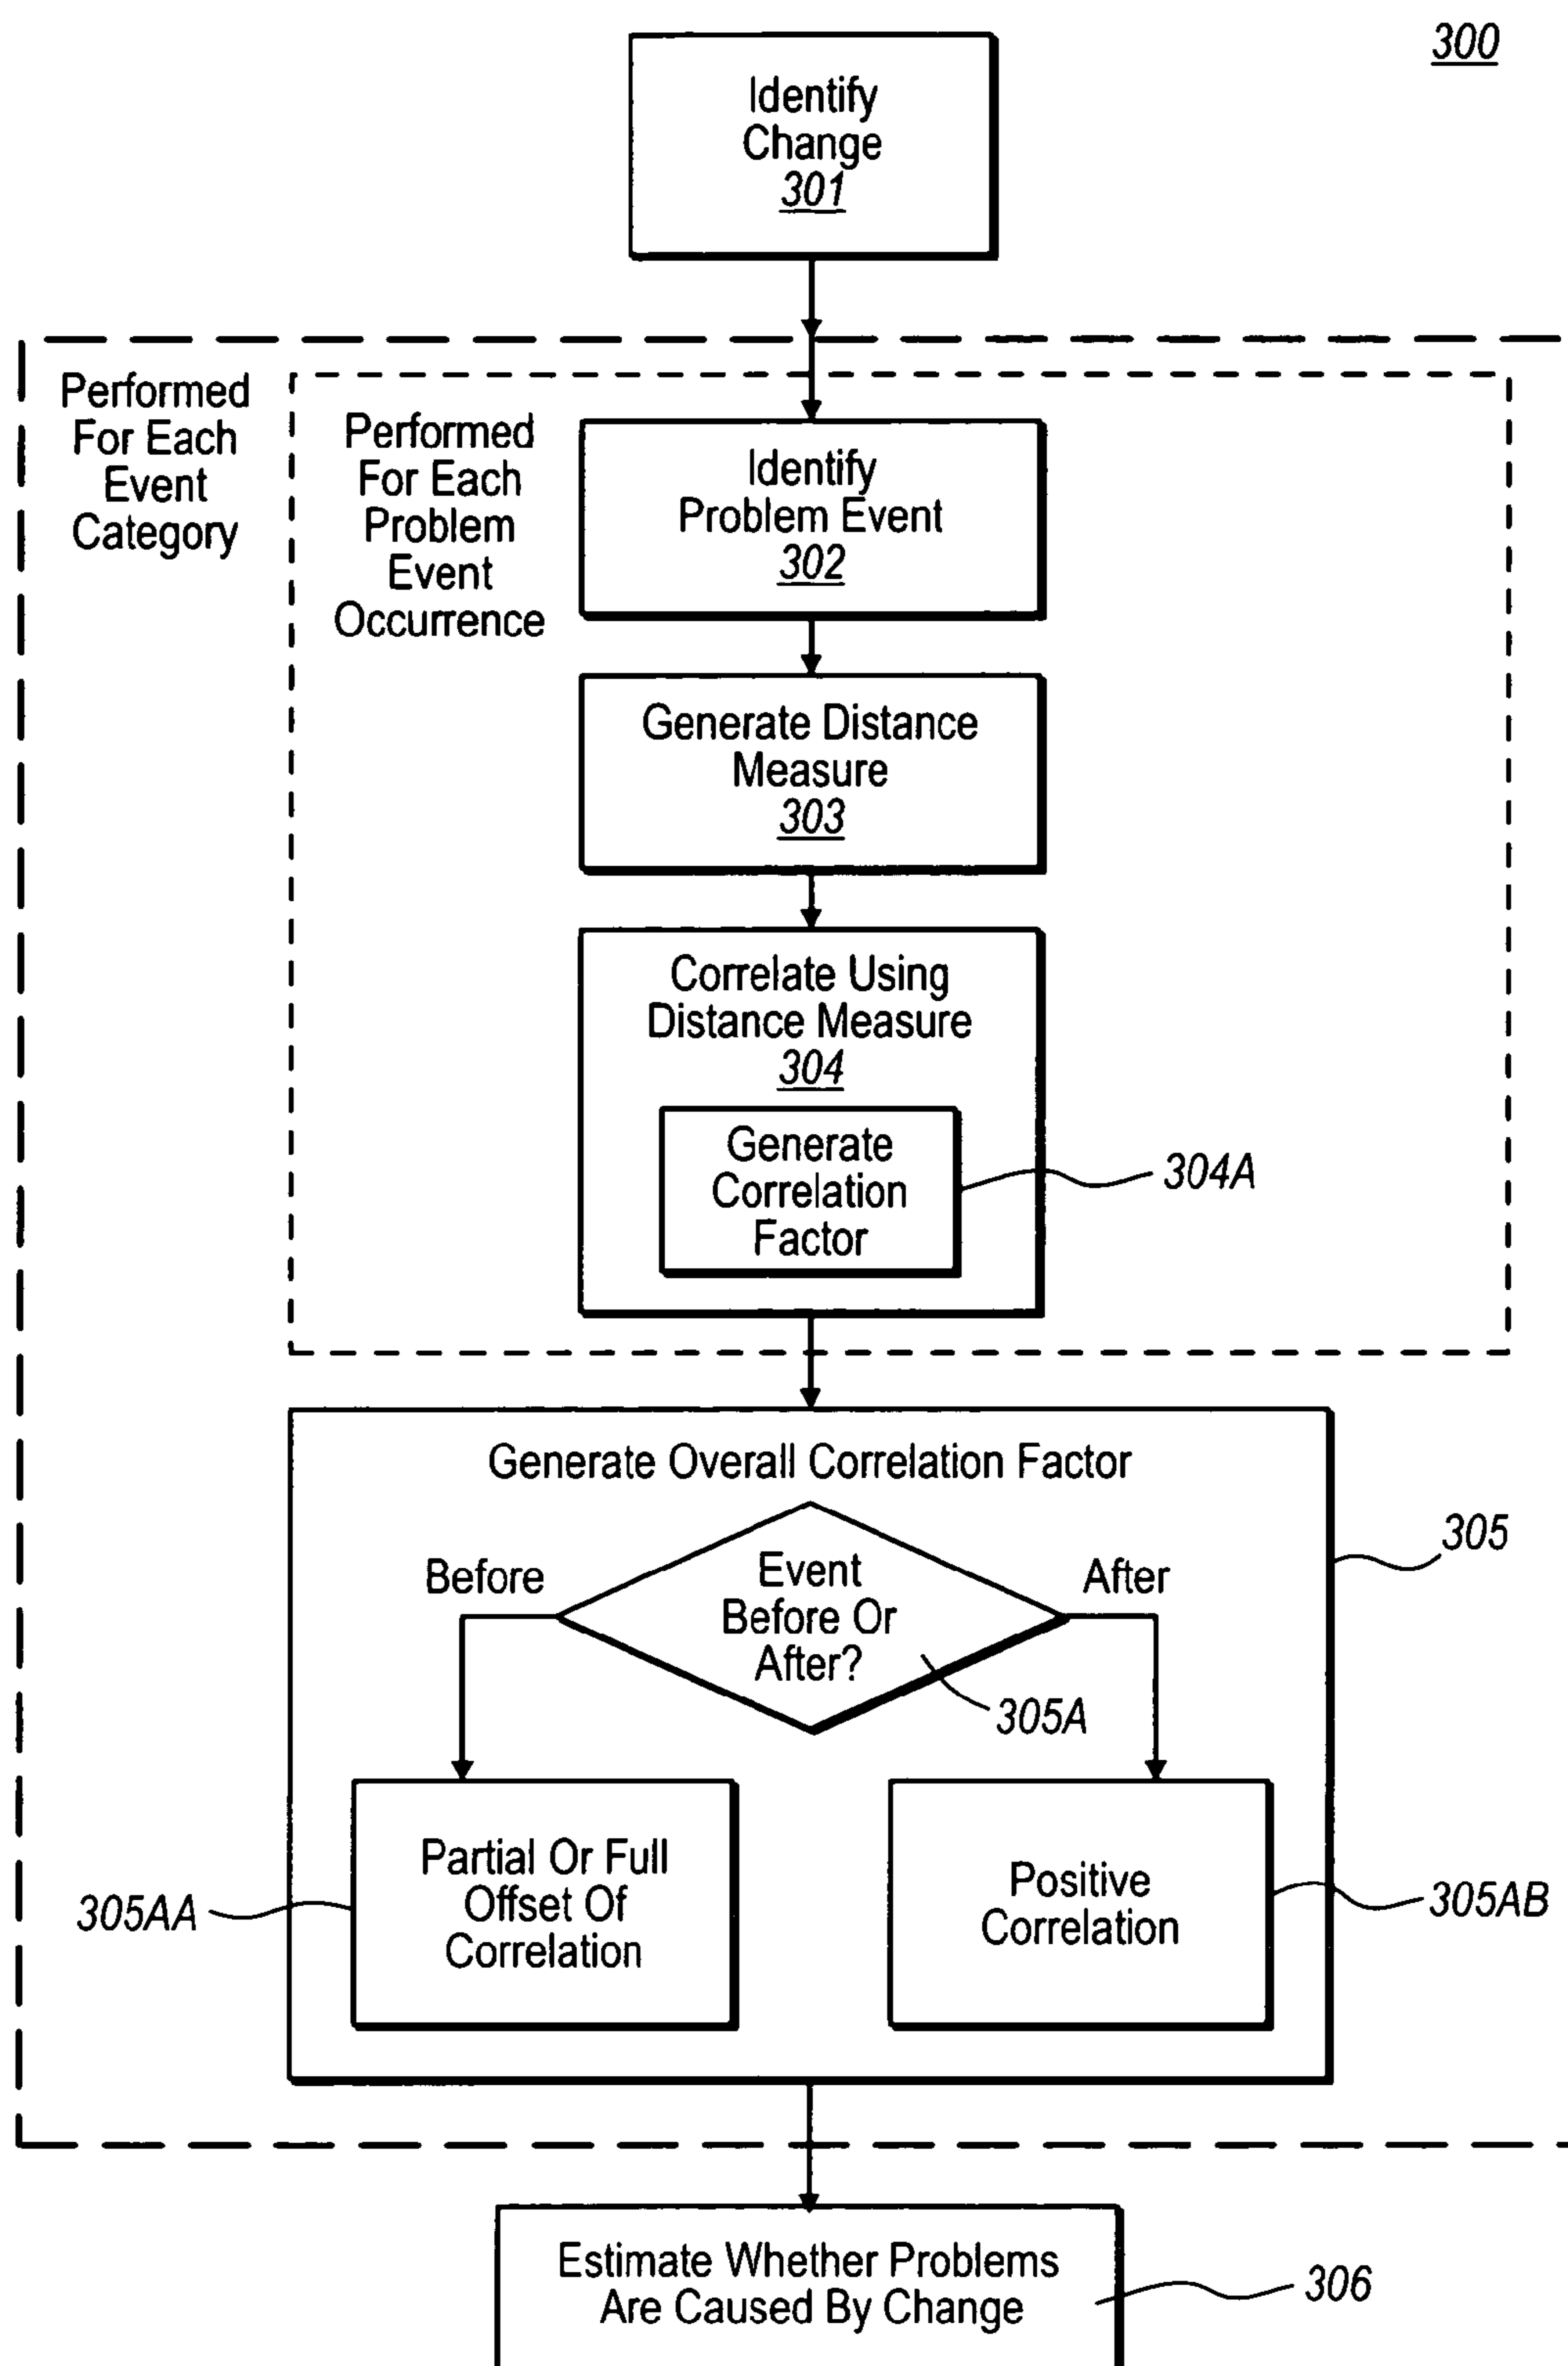 300
Identify
Change
301
Performed
For Each
Event
Category
Performed
For Each
Problem
Event
Occurrence
Identify
Problem Event
302
Generate Distance
Measure
303
Correlate Using
Distance Measure
304
Generate
Correlation
Factor
304A
Generate Overall Correlation Factor
305
Before
Event
Before Or
After?
After
305A
Partial Or Full
Offset Of
Correlation
305AA
Positive
Correlation
305AB
Estimate Whether Problems
Are Caused By Change
306